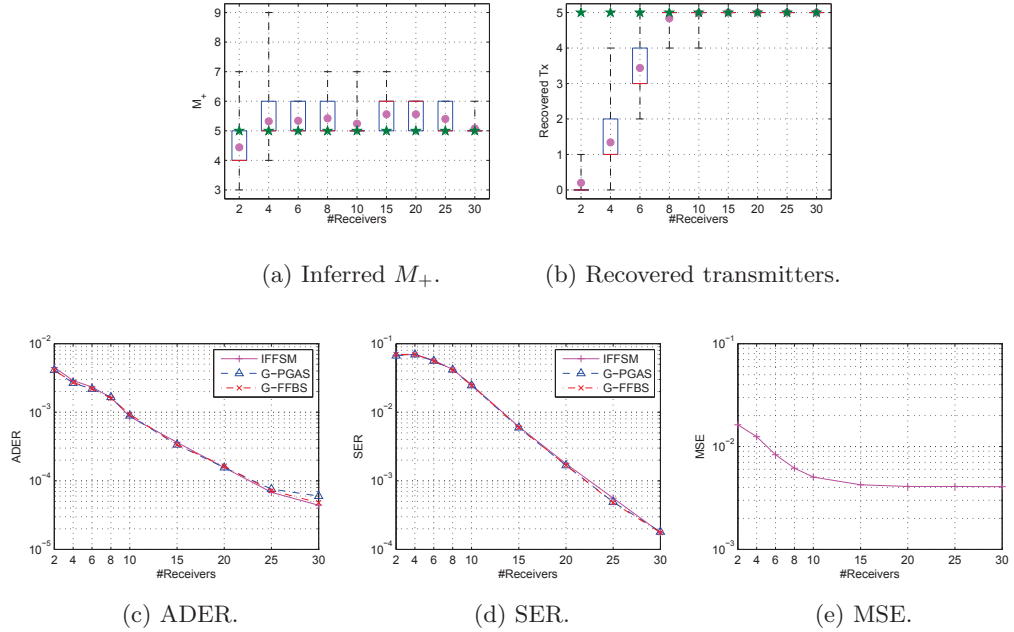 9
8
7
6
5
4
3
M+
2 4 6 8 10 15 20 25 30
#Receivers
(a) Inferred M+.
5
4
3
2
1
0
Recovered Tx
2 4 6 8 10 15 20 25 30
#Receivers
(b) Recovered transmitters.
10−2
10−3
10−4
10−5
ADER
IFFSM
G−PGAS
G−FFBS
2 4 6 8 10 15 20 25 30
#Receivers
(c) ADER.
10−1
10−2
10−3
10−4
SER
IFFSM
G−PGAS
G−FFBS
2 4 6 8 10 15 20 25 30
#Receivers
(d) SER.
10−1
10−2
10−3
MSE
2 4 6 8 10 15 20 25 30
#Receivers
(e) MSE.